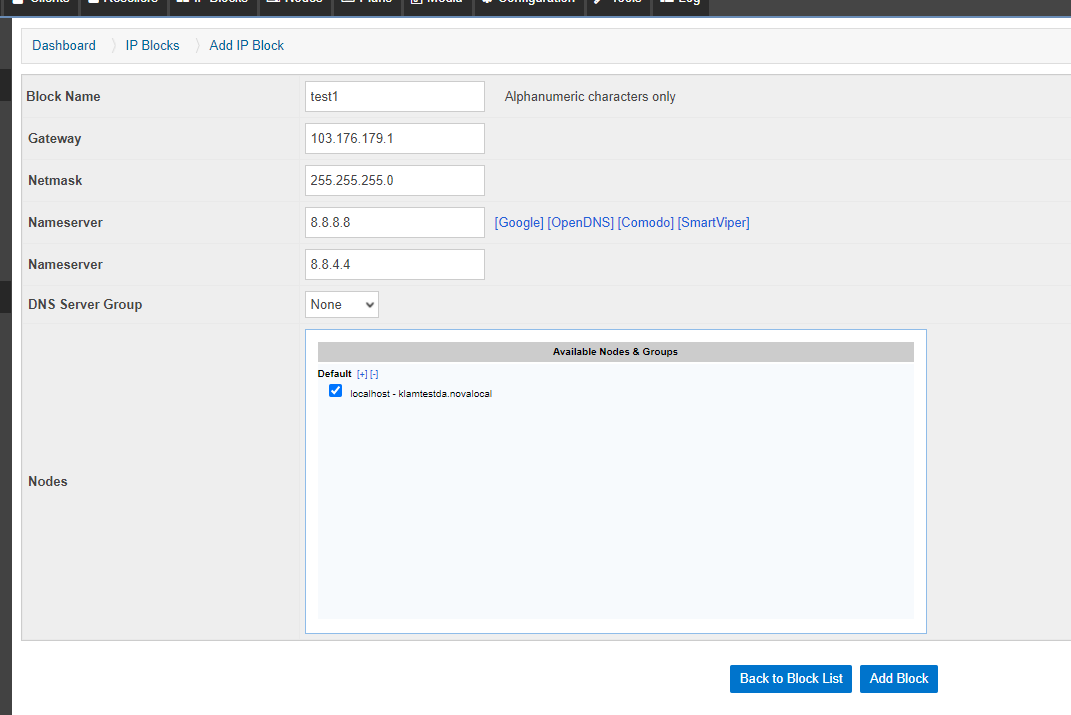 Clients Resellers IP Blocks Nodes Plans Media Configuration Tools Log
Dashboard IP Blocks Add IP Block
Block Name test1 Alphanumeric characters only
Gateway 103.176.179.1
Netmask 255.255.255.0
Nameserver 8.8.8.8 [Google] [OpenDNS] [Comodo] [SmartViper]
Nameserver 8.8.4.4
DNS Server Group None
Available Nodes & Groups
Default [+] [-]
localhost - klamtestda.novalocal
Nodes
Back to Block List Add Block